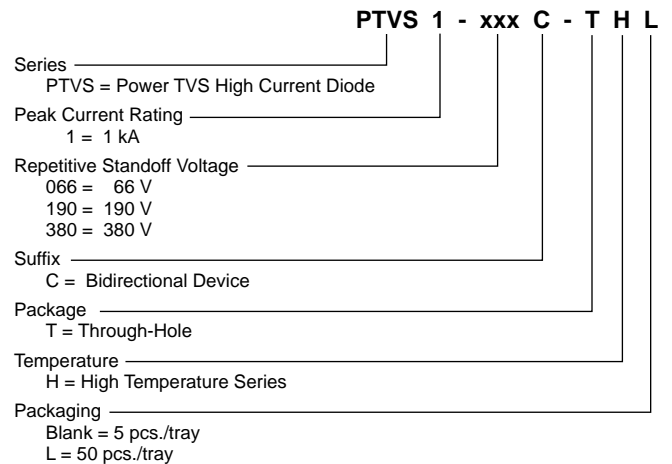 PTVS 1 - xxx C - T H L
Series
PTVS = Power TVS High Current Diode
Peak Current Rating
1 = 1 kA
Repetitive Standoff Voltage
066 = 66 V
190 = 190 V
380 = 380 V
Suffix
C = Bidirectional Device
Package
T = Through-Hole
Temperature
H = High Temperature Series
Packaging
Blank = 5 pcs./tray
L = 50 pcs./tray